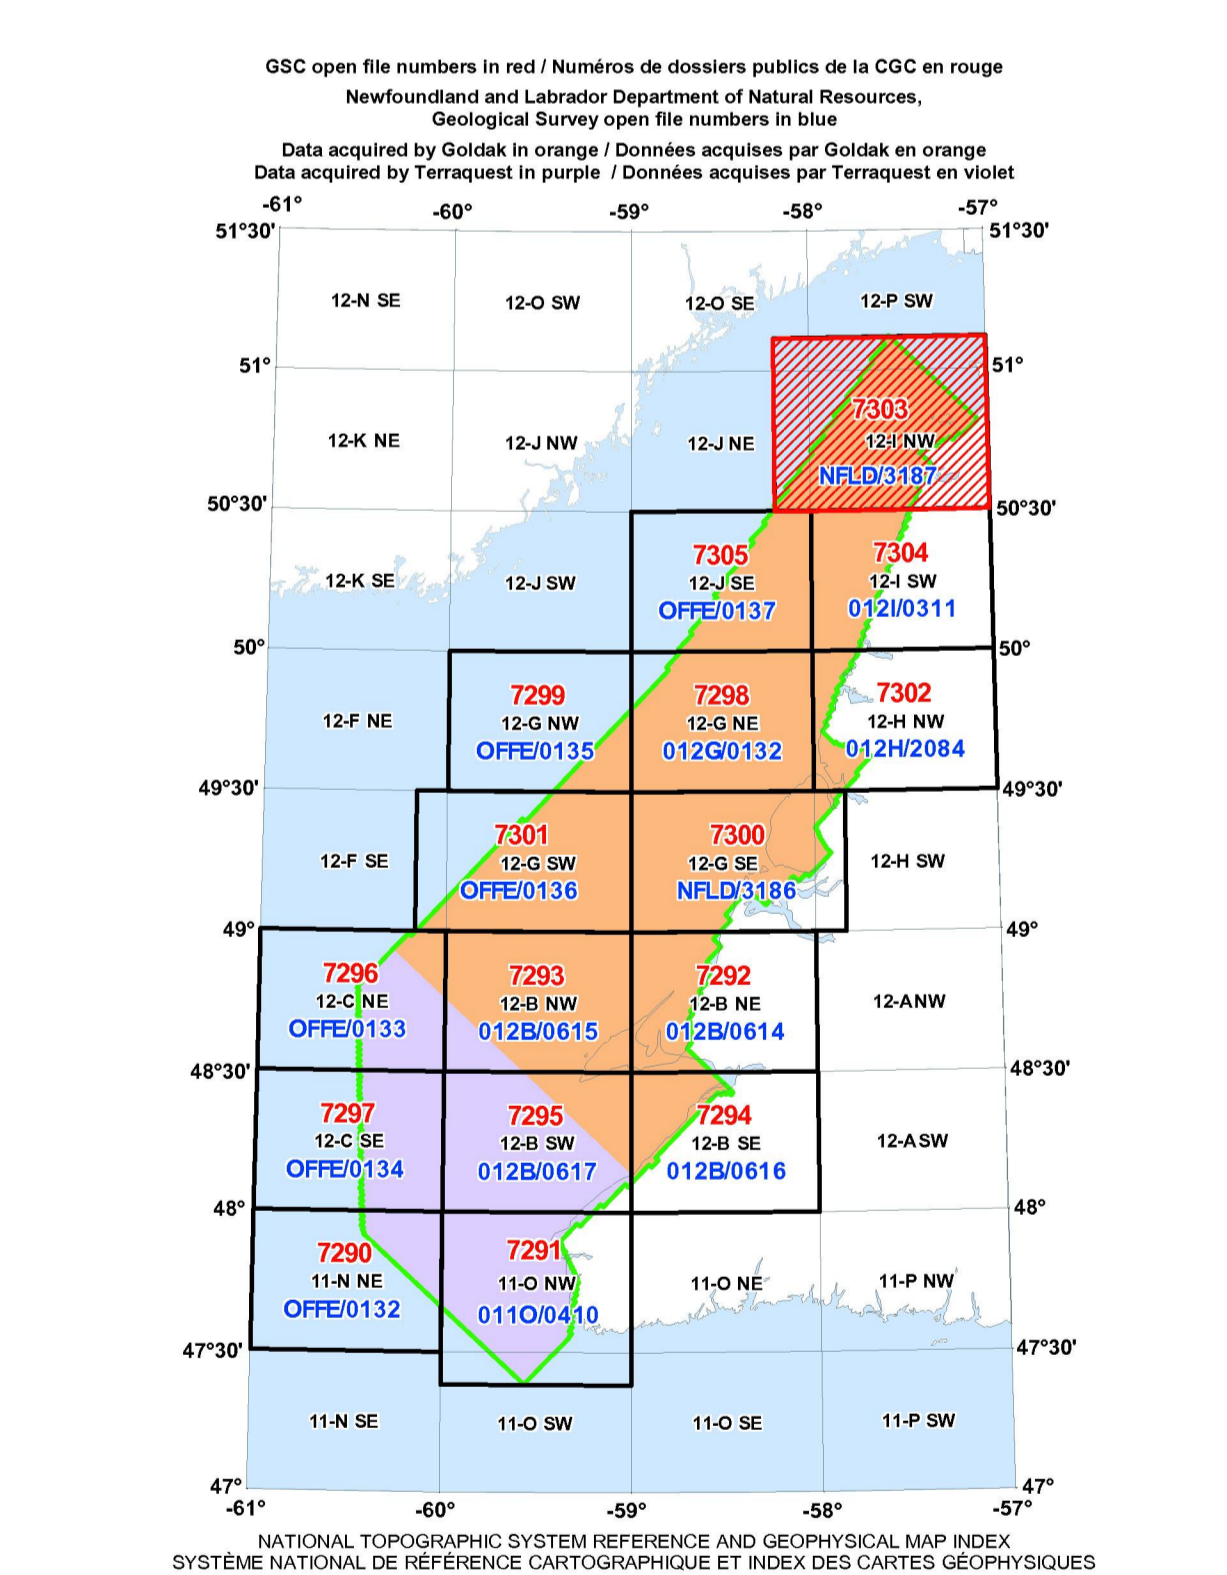 GSC open file numbers in red / Numéros de dossiers publics de la CGC en rouge
Newfoundland and Labrador Department of Natural Resources,
Geological Survey open file numbers in blue
Data acquired by Goldak in orange / Données acquises par Goldak en orange
Data acquired by Terraquest in purple / Données acquises par Terraquest en violet
-61° -60° -59° -58° -57°
51°30' 51°30'
12-N SE 12-O SW 12-O SE 12-P SW
51° 51°
7303
12-K NE 12-J NW 12-J NE 12-I NW
NFLD/3187
50°30' 50°30'
7305 7304
12-K SE 12-J SW 12-J SE 12-I SW
OFFE/0137 012I/0311
50° 50°
7299 7298 7302
12-F NE 12-G NW 12-G NE 12-H NW
OFFE/0135 012G/0132 012H/2084
49°30' 49°30'
7301 7300
12-F SE 12-G SW 12-G SE 12-H SW
OFFE/0136 NFLD/3186
49° 49°
7296 7293 7292
12-C NE 12-B NW 12-B NE 12-A NW
OFFE/0133 012B/0615 012B/0614
48°30' 48°30'
7297 7295 7294
12-C SE 12-B SW 12-B SE 12-A SW
OFFE/0134 012B/0617 012B/0616
48° 48°
7290 7291
11-N NE 11-O NW 11-O NE 11-P NW
OFFE/0132 011O/0410
47°30' 47°30'
11-N SE 11-O SW 11-O SE 11-P SW
47° 47°
-61° -60° -59° -58° -57°
NATIONAL TOPOGRAPHIC SYSTEM REFERENCE AND GEOPHYSICAL MAP INDEX
SYSTÈME NATIONAL DE RÉFÉRENCE CARTOGRAPHIQUE ET INDEX DES CARTES GÉOPHYSIQUES